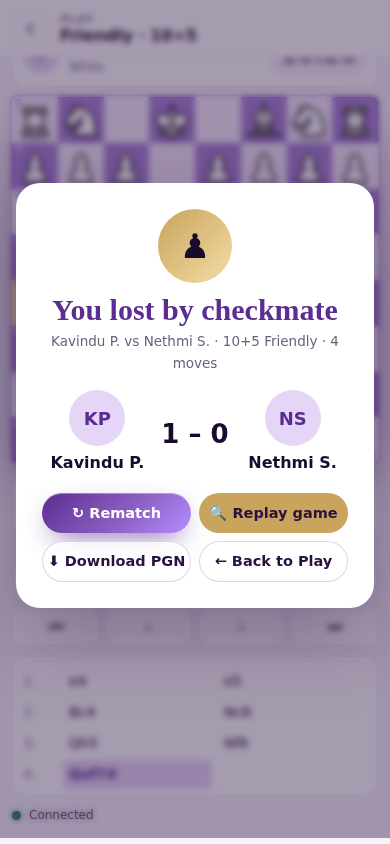 PLAY
Friendly · 10+5
White
You lost by checkmate
Kavindu P. vs Nethmi S. · 10+5 Friendly · 4
moves
KP
1 – 0
NS
Kavindu P.
Nethmi S.
↻ Rematch
🔍 Replay game
⬇ Download PGN
← Back to Play
1. e4 e5
2. Bc4 Nc6
3. Qh5 Nf6
4. Qxf7#
Connected